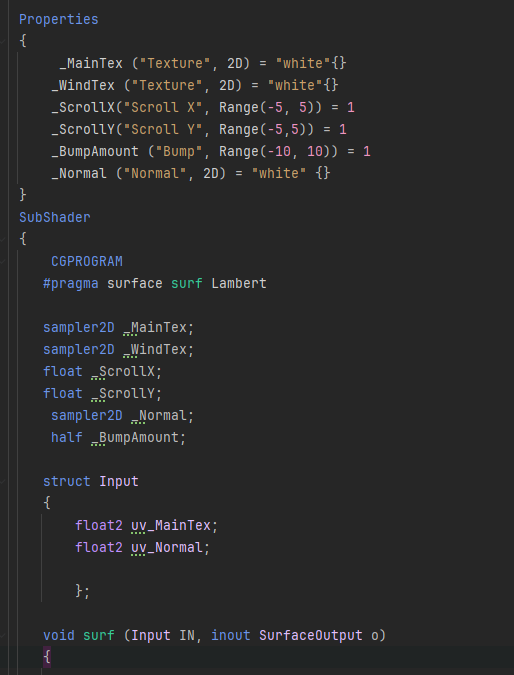 Properties
{
_MainTex ("Texture", 2D) = "white"{}
_WindTex ("Texture", 2D) = "white"{}
_ScrollX("Scroll X", Range(-5, 5)) = 1
_ScrollY("Scroll Y", Range(-5,5)) = 1
_BumpAmount ("Bump", Range(-10, 10)) = 1
_Normal ("Normal", 2D) = "white" {}
}
SubShader
{
CGPROGRAM
#pragma surface surf Lambert
sampler2D _MainTex;
sampler2D _WindTex;
float _ScrollX;
float _ScrollY;
sampler2D _Normal;
half _BumpAmount;
struct Input
{
float2 uv_MainTex;
float2 uv_Normal;
};
void surf (Input IN, inout SurfaceOutput o)
{